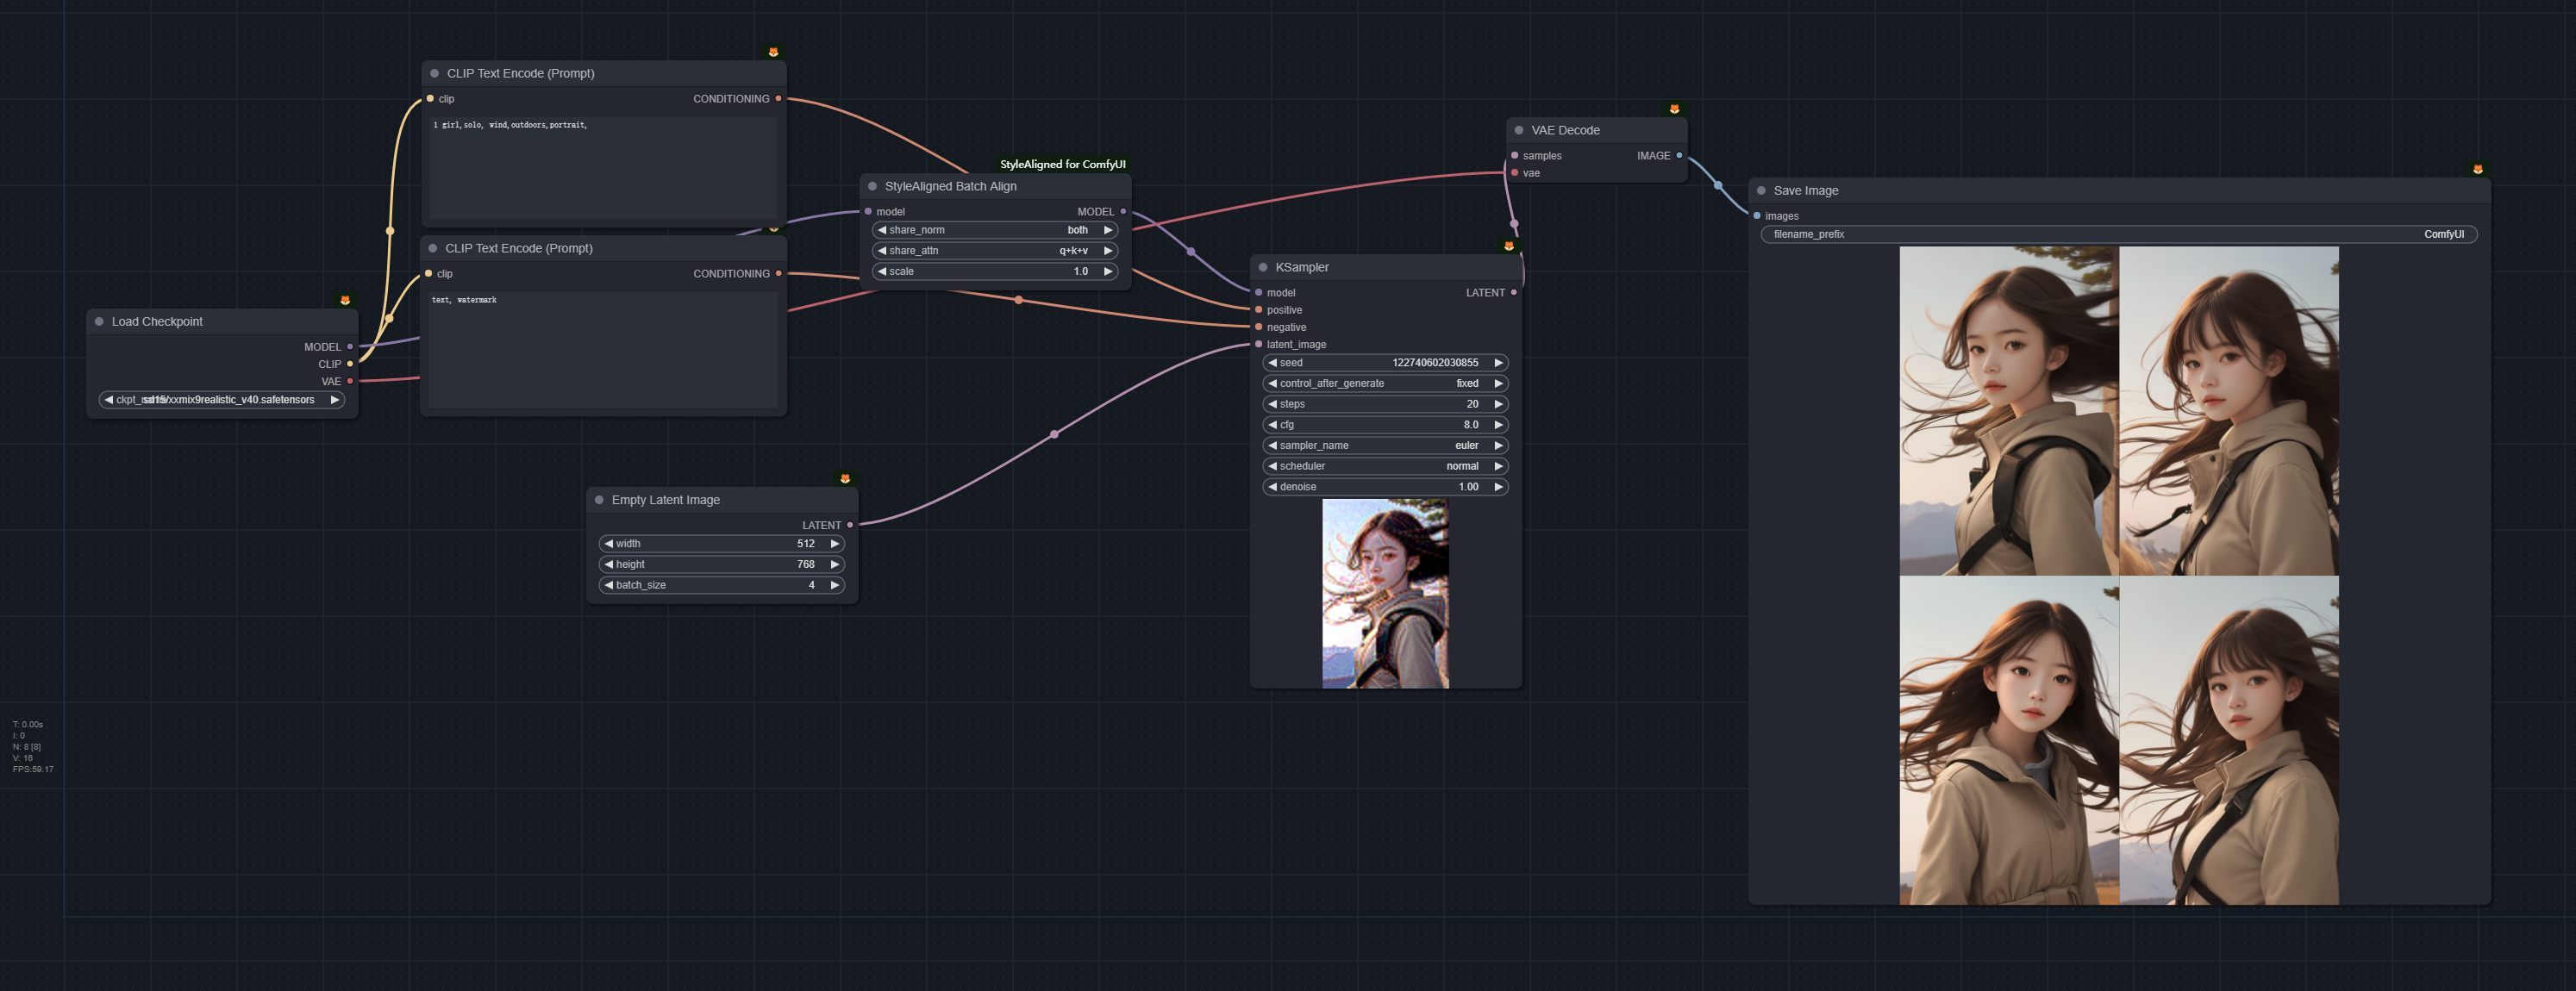 CLIP Text Encode (Prompt)
clip
CONDITIONING
1 girl,solo, wind,outdoors,portrait,
CLIP Text Encode (Prompt)
clip
CONDITIONING
text, watermark
Load Checkpoint
MODEL
CLIP
VAE
sd15/xxmix9realistic_v40.safetensors
StyleAligned for ComfyUI
StyleAligned Batch Align
model
MODEL
share_norm both
share_attn q+k+v
scale 1.0
Empty Latent Image
LATENT
width 512
height 768
batch_size 4
KSampler
model
LATENT
positive
negative
latent_image
seed 122740602030855
control_after_generate fixed
steps 20
cfg 8.0
sampler_name euler
scheduler normal
denoise 1.00
VAE Decode
samples
IMAGE
vae
Save Image
images
filename_prefix ComfyUI
T: 0.00s
I: 0
N: 8 [8]
V: 16
FPS:59.17